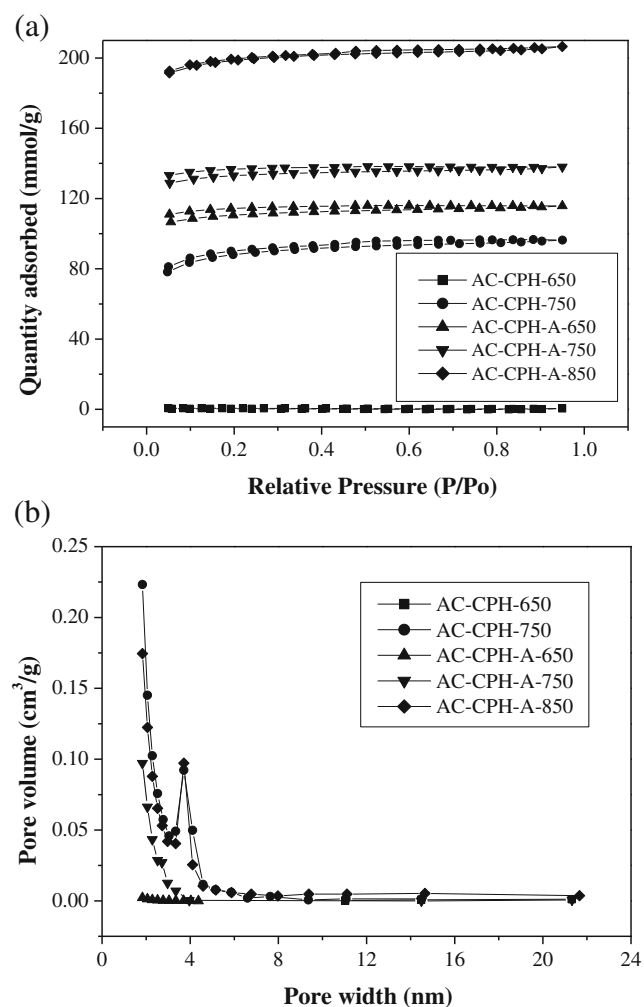 (a)
Quantity adsorbed (mmol/g)
200
160
120
80
40
0
AC-CPH-650
AC-CPH-750
AC-CPH-A-650
AC-CPH-A-750
AC-CPH-A-850
0.0 0.2 0.4 0.6 0.8 1.0
Relative Pressure (P/Po)
(b)
Pore volume (cm³/g)
0.25
0.20
0.15
0.10
0.05
0.00
AC-CPH-650
AC-CPH-750
AC-CPH-A-650
AC-CPH-A-750
AC-CPH-A-850
0 4 8 12 16 20 24
Pore width (nm)